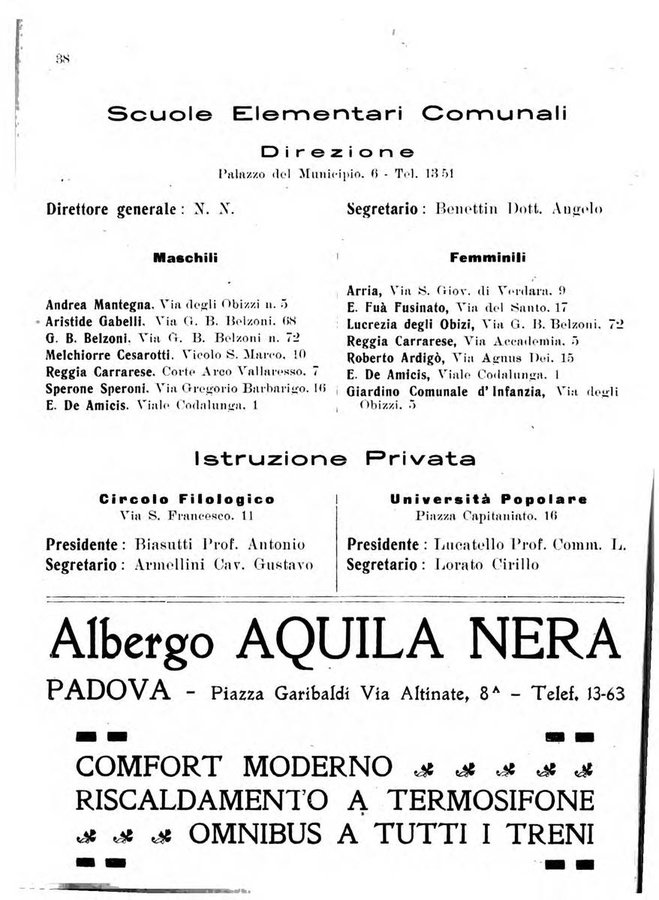 38
Scuole Elementari Comunali
Direzione
Palazzo del Municipio, 6 - Tel. 1351
Direttore generale : N. N.
Segretario : Benettin Dott. Angelo
Maschili
Andrea Mantegna. Via degli Obizzi n. 5
Aristide Gabelli. Via G. B. Belzoni. 68
G. B. Belzoni. Via G. B. Belzoni n. 72
Melchiorre Cesarotti. Vicolo S. Marco. 10
Reggia Carrarese. Corte Arco Vallaresso. 7
Sperone Speroni. Via Gregorio Barbarigo. 16
E. De Amicis. Viale Codalunga. 1
Femminili
Arria, Via S. Giov. di Verdara. 9
E. Fuà Fusinato, Via del Santo. 17
Lucrezia degli Obizi, Via G. B. Belzoni. 72
Reggia Carrarese, Via Accademia. 5
Roberto Ardigò, Via Agnus Dei. 15
E. De Amicis, Viale Codalunga. 1
Giardino Comunale d'Infanzia, Via degli
Obizzi. 5
Istruzione Privata
Circolo Filologico
Via S. Francesco. 11
Presidente : Biasutti Prof. Antonio
Segretario : Armellini Cav. Gustavo
Università Popolare
Piazza Capitaniato. 16
Presidente : Lucatello Prof. Comm. L.
Segretario : Lorato Cirillo
Albergo AQUILA NERA
PADOVA - Piazza Garibaldi Via Altinate, 8ᴬ - Telef. 13-63
COMFORT MODERNO
RISCALDAMENTO A TERMOSIFONE
OMNIBUS A TUTTI I TRENI